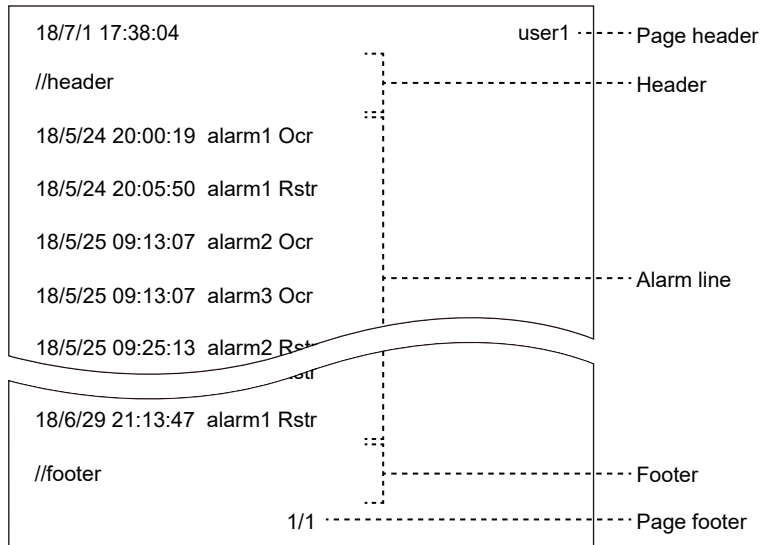 18/7/1 17:38:04 user1 Page header
//header Header
18/5/24 20:00:19 alarm1 Ocr
18/5/24 20:05:50 alarm1 Rstr
18/5/25 09:13:07 alarm2 Ocr
18/5/25 09:13:07 alarm3 Ocr
Alarm line
18/5/25 09:25:13 alarm2 Rstr
18/6/29 21:13:47 alarm1 Rstr
//footer Footer
1/1 Page footer